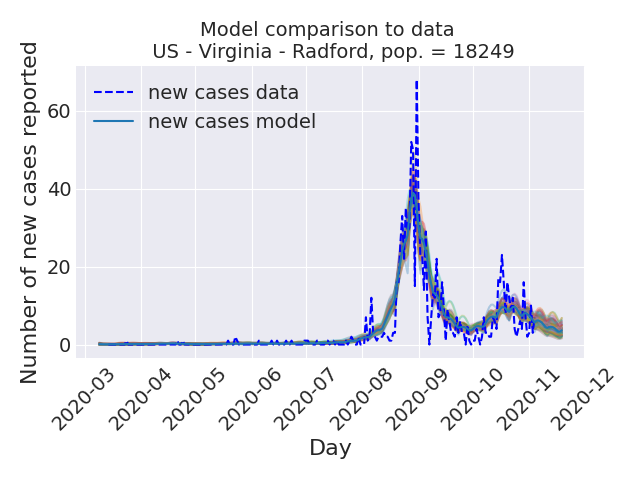 Model comparison to data
US - Virginia - Radford, pop. = 18249
Number of new cases reported
60
40
20
0
new cases data
new cases model
2020-03
2020-04
2020-05
2020-06
2020-07
2020-08
2020-09
2020-10
2020-11
2020-12
Day